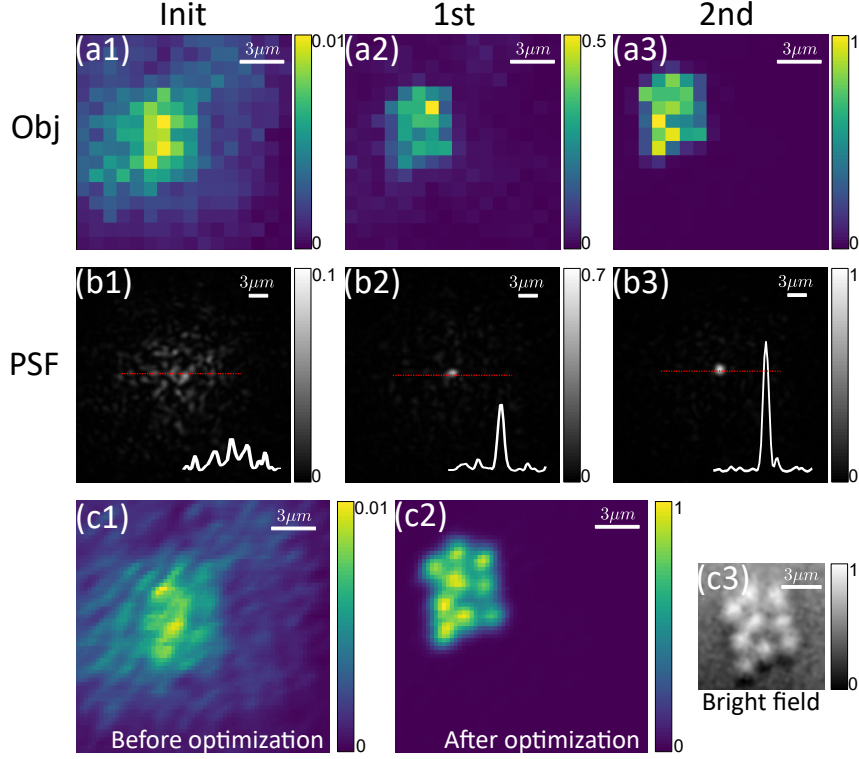 Init 1st 2nd
Obj
(a1) 3μm 0.01 0
(a2) 3μm 0.5 0
(a3) 3μm 1 0
PSF
(b1) 3μm 0.1 0
(b2) 3μm 0.7 0
(b3) 3μm 1 0
(c1) 3μm 0.01 0
Before optimization
(c2) 3μm 1 0
After optimization
(c3) 3μm 1 0
Bright field